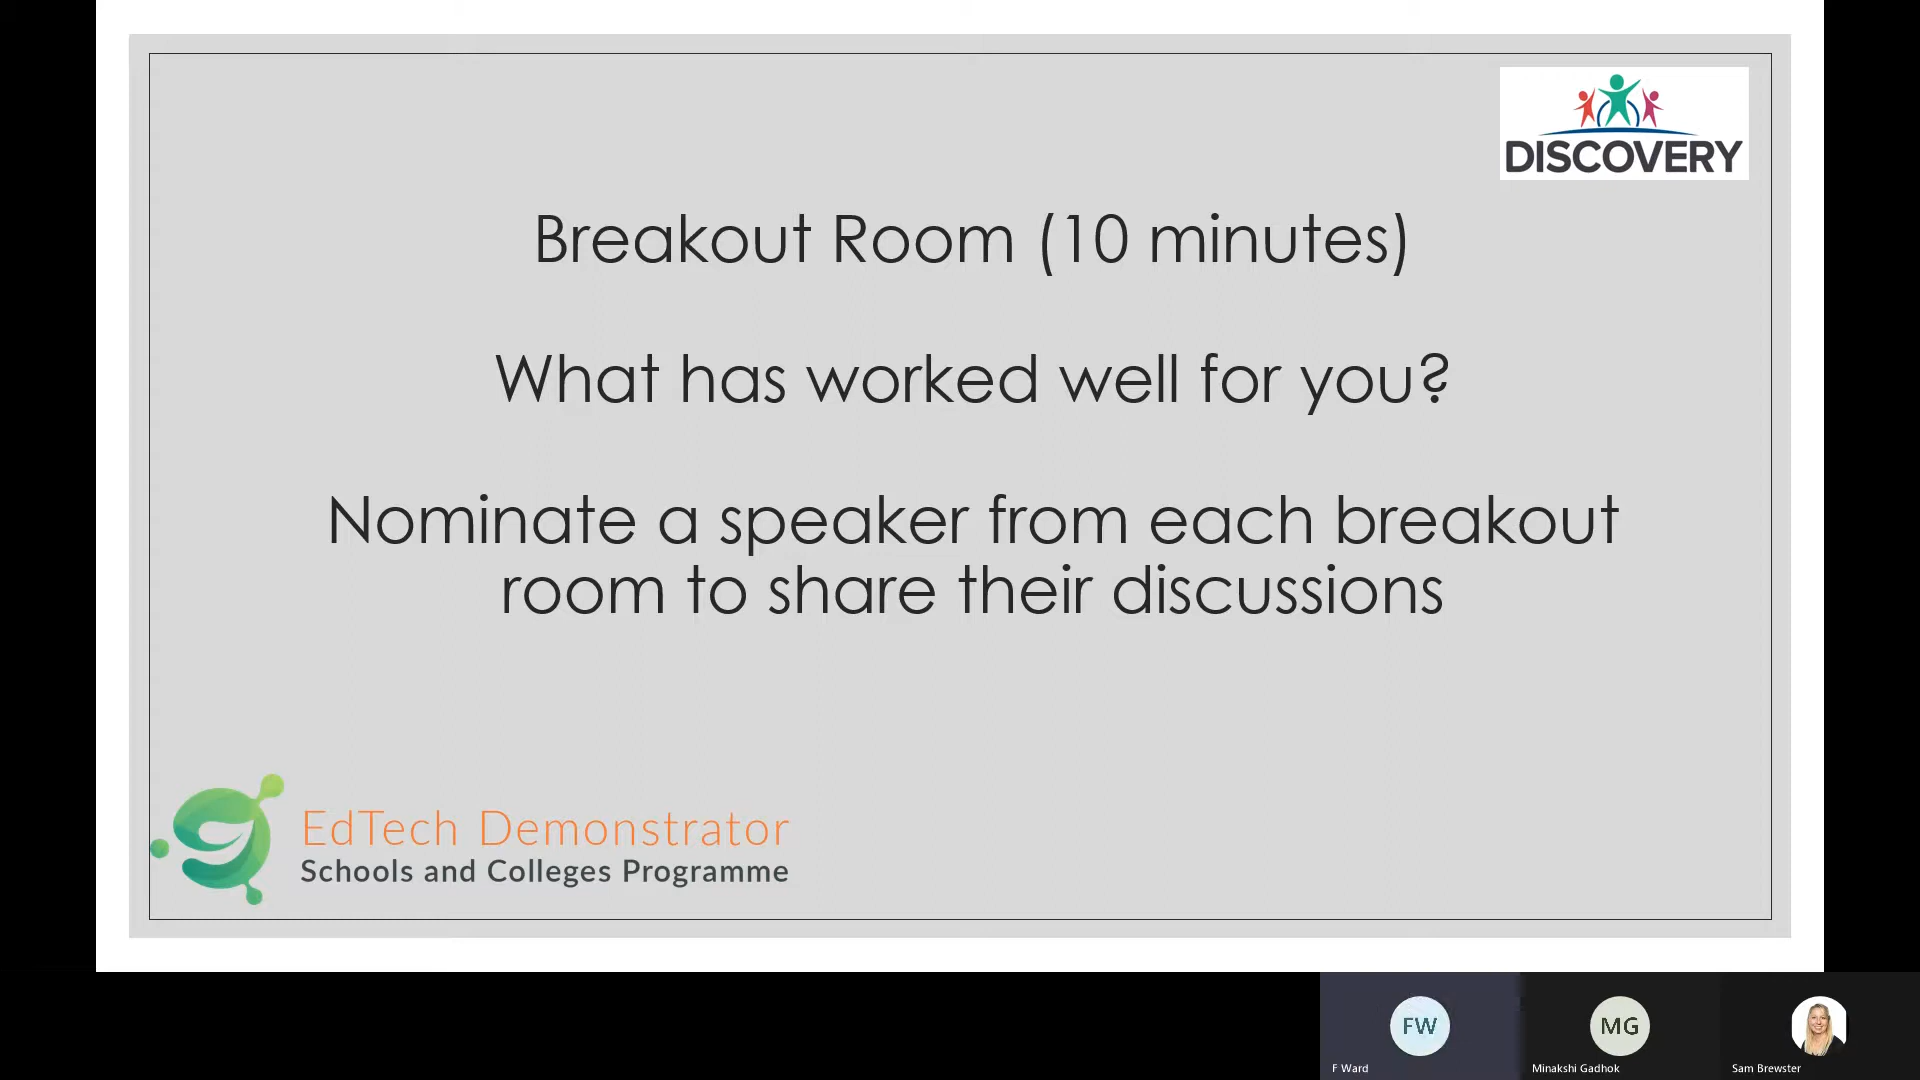 DISCOVERY
Breakout Room (10 minutes)
What has worked well for you?
Nominate a speaker from each breakout
room to share their discussions
EdTech Demonstrator
Schools and Colleges Programme
FW
MG
F Ward
Minakshi Gadhok
Sam Brewster